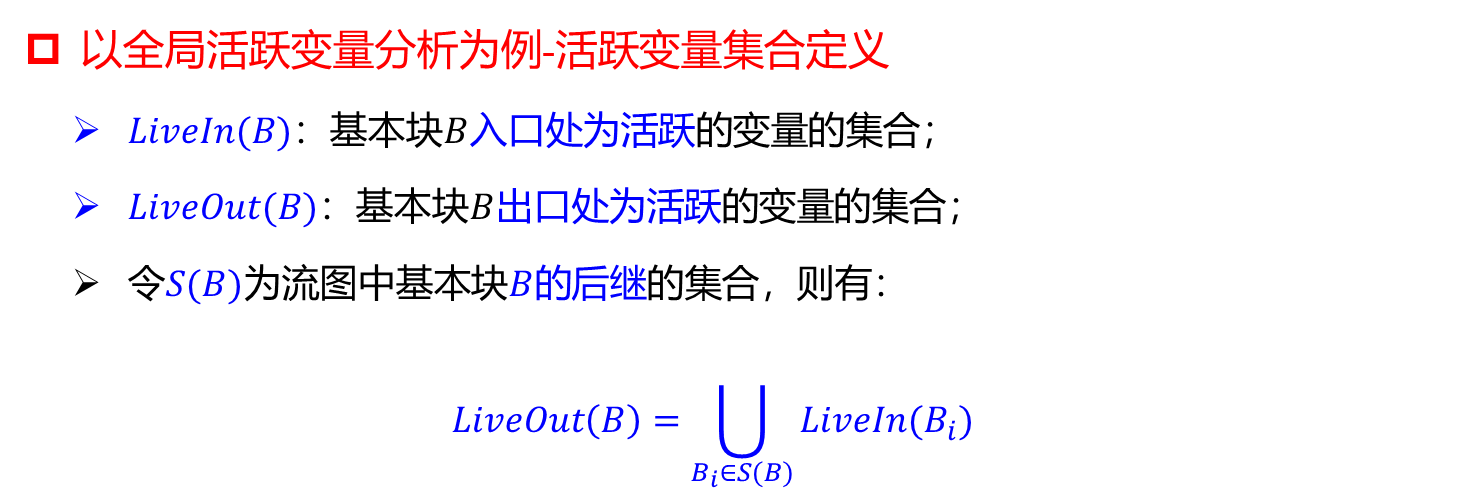 以全局活跃变量分析为例-活跃变量集合定义
LiveIn(B)：基本块B入口处为活跃的变量的集合；
LiveOut(B)：基本块B出口处为活跃的变量的集合；
令S(B)为流图中基本块B的后继的集合，则有：
LiveOut(B) = ⋃ LiveIn(Bᵢ)
Bᵢ∈S(B)